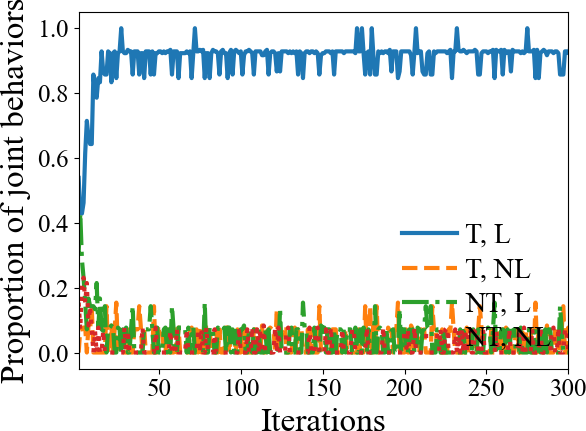 Proportion of joint behaviors
1.0
0.8
0.6
0.4
0.2
0.0
T, L
T, NL
NT, L
NT, NL
50
100
150
200
250
300
Iterations